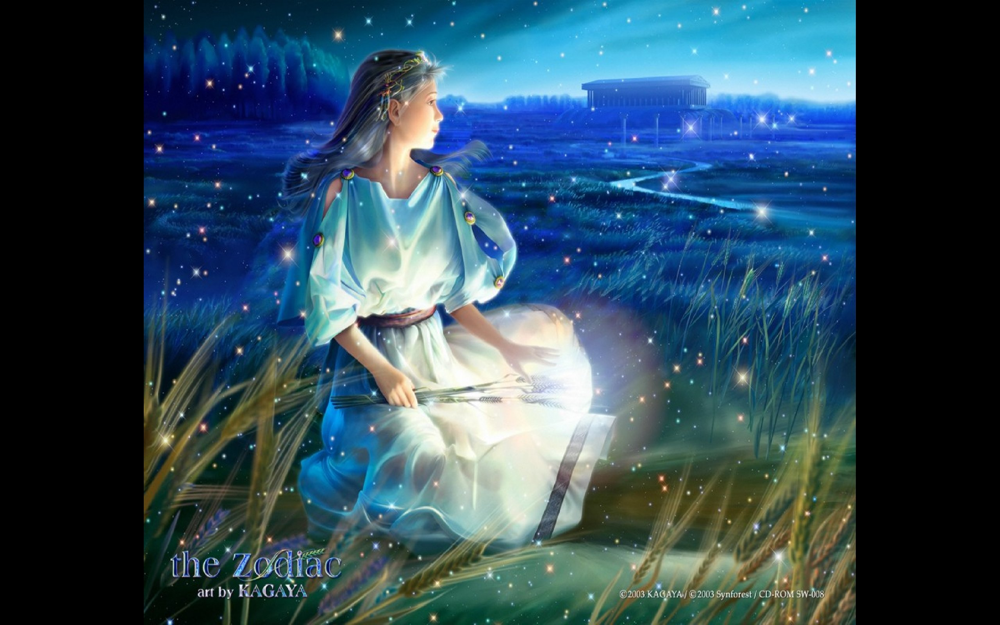 the Zodiac
art by KAGAYA
©2003 KAGAYA / ©2003 Synforest / CD-ROM SW-008